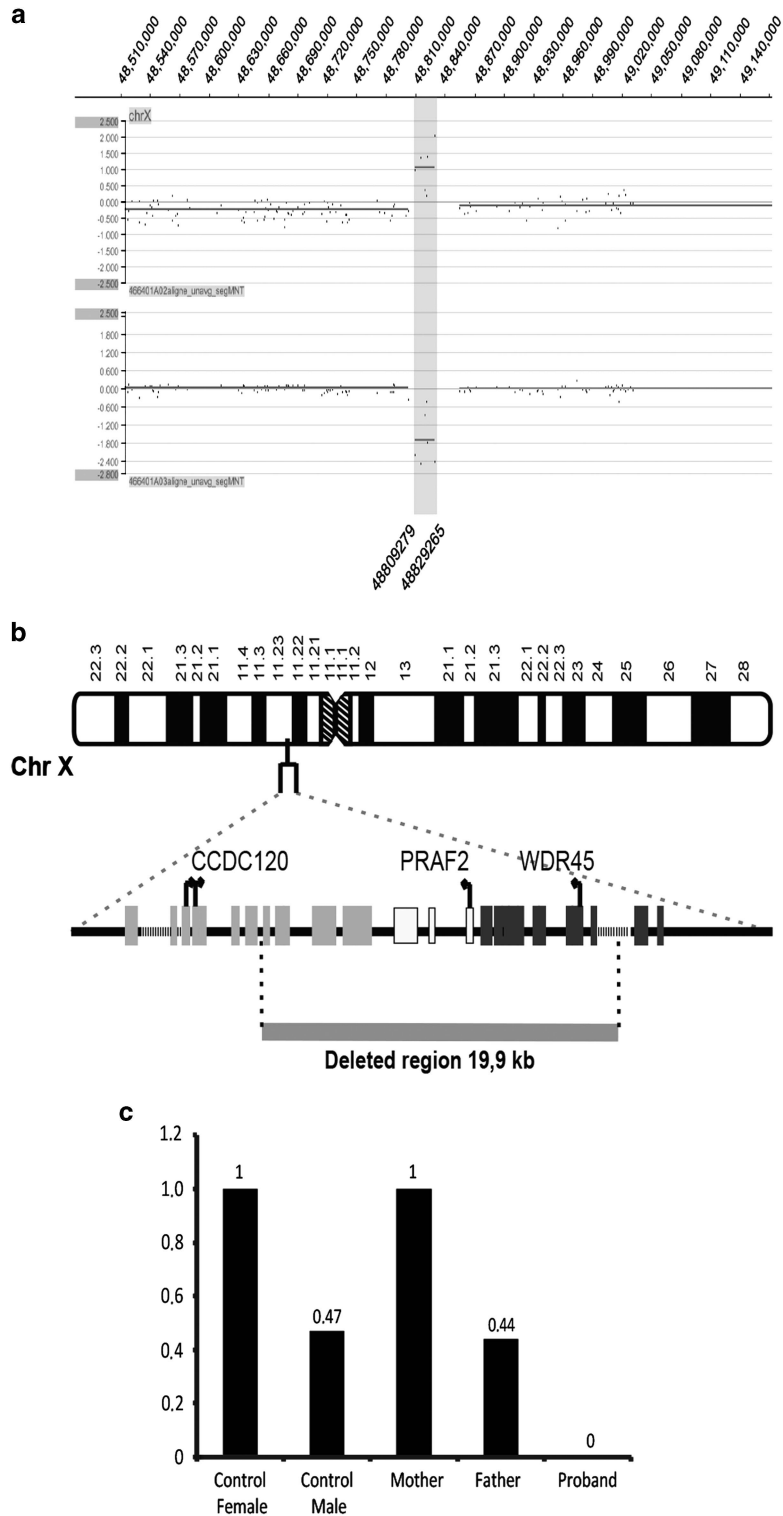 a
48,510,000 48,540,000 48,570,000 48,600,000 48,630,000 48,660,000 48,690,000 48,720,000 48,750,000 48,780,000 48,810,000 48,840,000 48,870,000 48,900,000 48,930,000 48,960,000 48,990,000 49,020,000 49,050,000 49,080,000 49,110,000 49,140,000
chrX
2.500
2.000
1.500
1.000
0.500
0.000
-0.500
-1.000
-1.500
-2.000
-2.500
466401A02aligne_unavg_segMNT
2.500
1.800
1.200
0.600
0.000
-0.600
-1.200
-1.800
-2.400
-2.800
466401A03aligne_unavg_segMNT
48809279 48829265
b
22.3 22.2 22.1 21.3 21.2 21.1 11.4 11.3 11.23 11.22 11.21 11.1 11.1 11.2 12 13 21.1 21.2 21.3 22.1 22.2 22.3 23 24 25 26 27 28
Chr X
CCDC120 PRAF2 WDR45
Deleted region 19,9 kb
c
1.2
1.0
0.8
0.6
0.4
0.2
0
1 0.47 1 0.44 0
Control Female
Control Male
Mother
Father
Proband